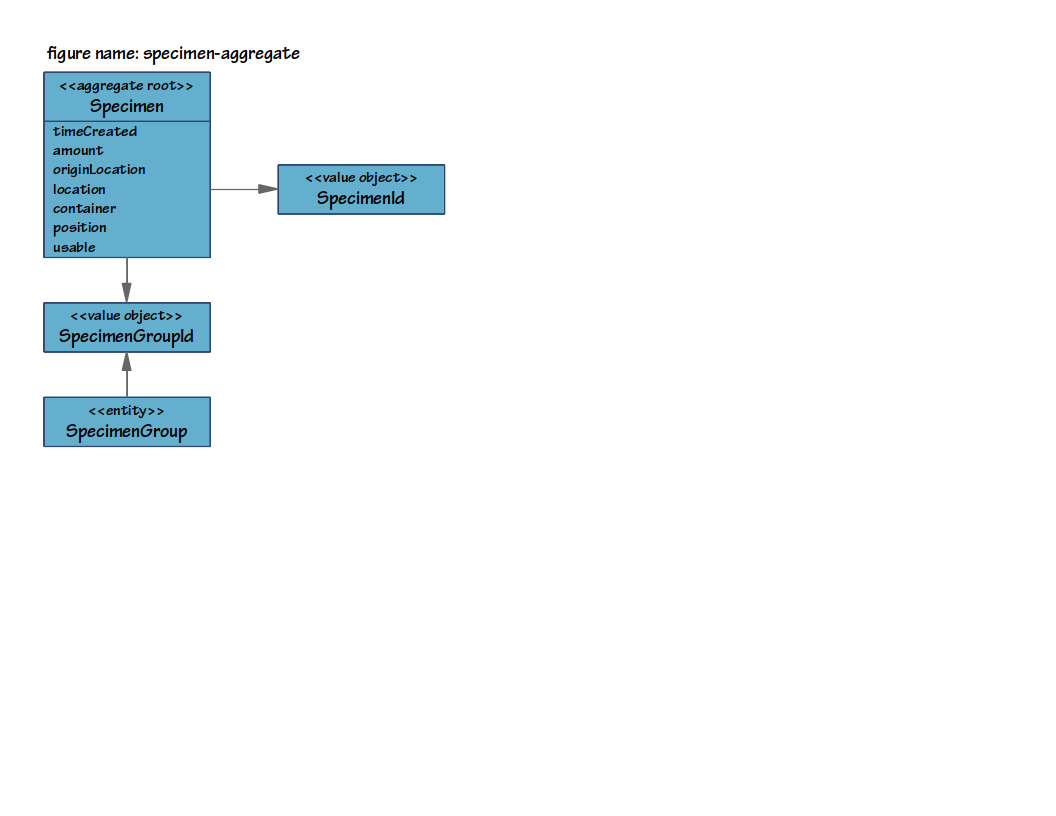 figure name: specimen-aggregate
<<aggregate root>>
Specimen
timeCreated
amount
originLocation
location
container
position
usable
<<value object>>
SpecimenId
<<value object>>
SpecimenGroupId
<<entity>>
SpecimenGroup